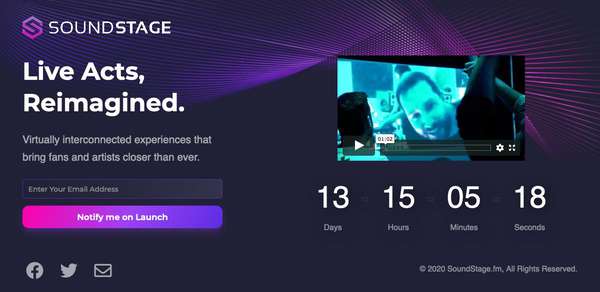 SOUNDSTAGE
Live Acts,
Reimagined.
Virtually interconnected experiences that
bring fans and artists closer than ever.
Enter Your Email Address
Notify me on Launch
01:02
13 : 15 : 05 : 18
Days Hours Minutes Seconds
© 2020 SoundStage.fm, All Rights Reserved.